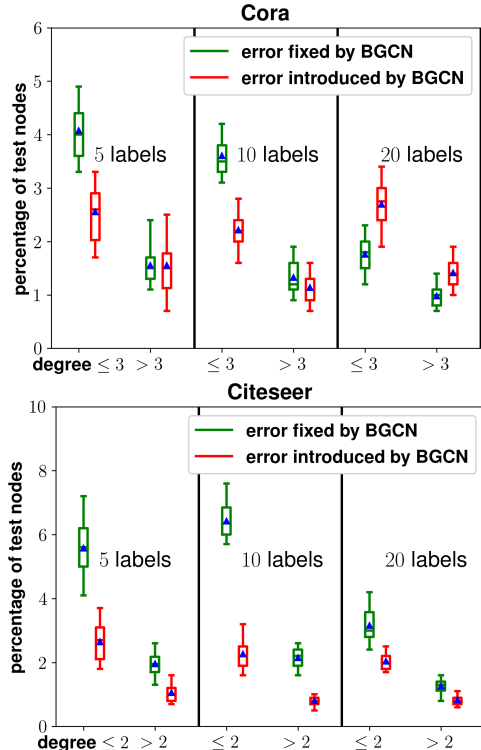 Cora
6
5
4
3
2
1
0
percentage of test nodes
error fixed by BGCN
error introduced by BGCN
5 labels
10 labels
20 labels
degree ≤ 3 > 3 ≤ 3 > 3 ≤ 3 > 3
Citeseer
10
8
6
4
2
0
percentage of test nodes
error fixed by BGCN
error introduced by BGCN
5 labels
10 labels
20 labels
degree ≤ 2 > 2 ≤ 2 > 2 ≤ 2 > 2